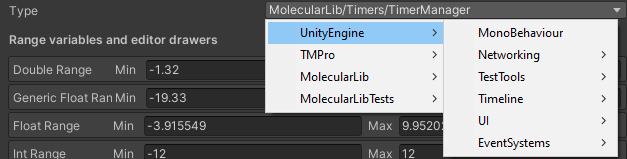 Type MolecularLib/Timers/TimerManager
UnityEngine > MonoBehaviour
Range variables and editor drawers TMPro > Networking >
Double Range Min -1.32 MolecularLib > TestTools >
Generic Float Ran Min -19.33 MolecularLibTests > Timeline >
UI >
Float Range Min -3.915549 Max 9.9520
EventSystems >
Int Range Min -12 Max 12